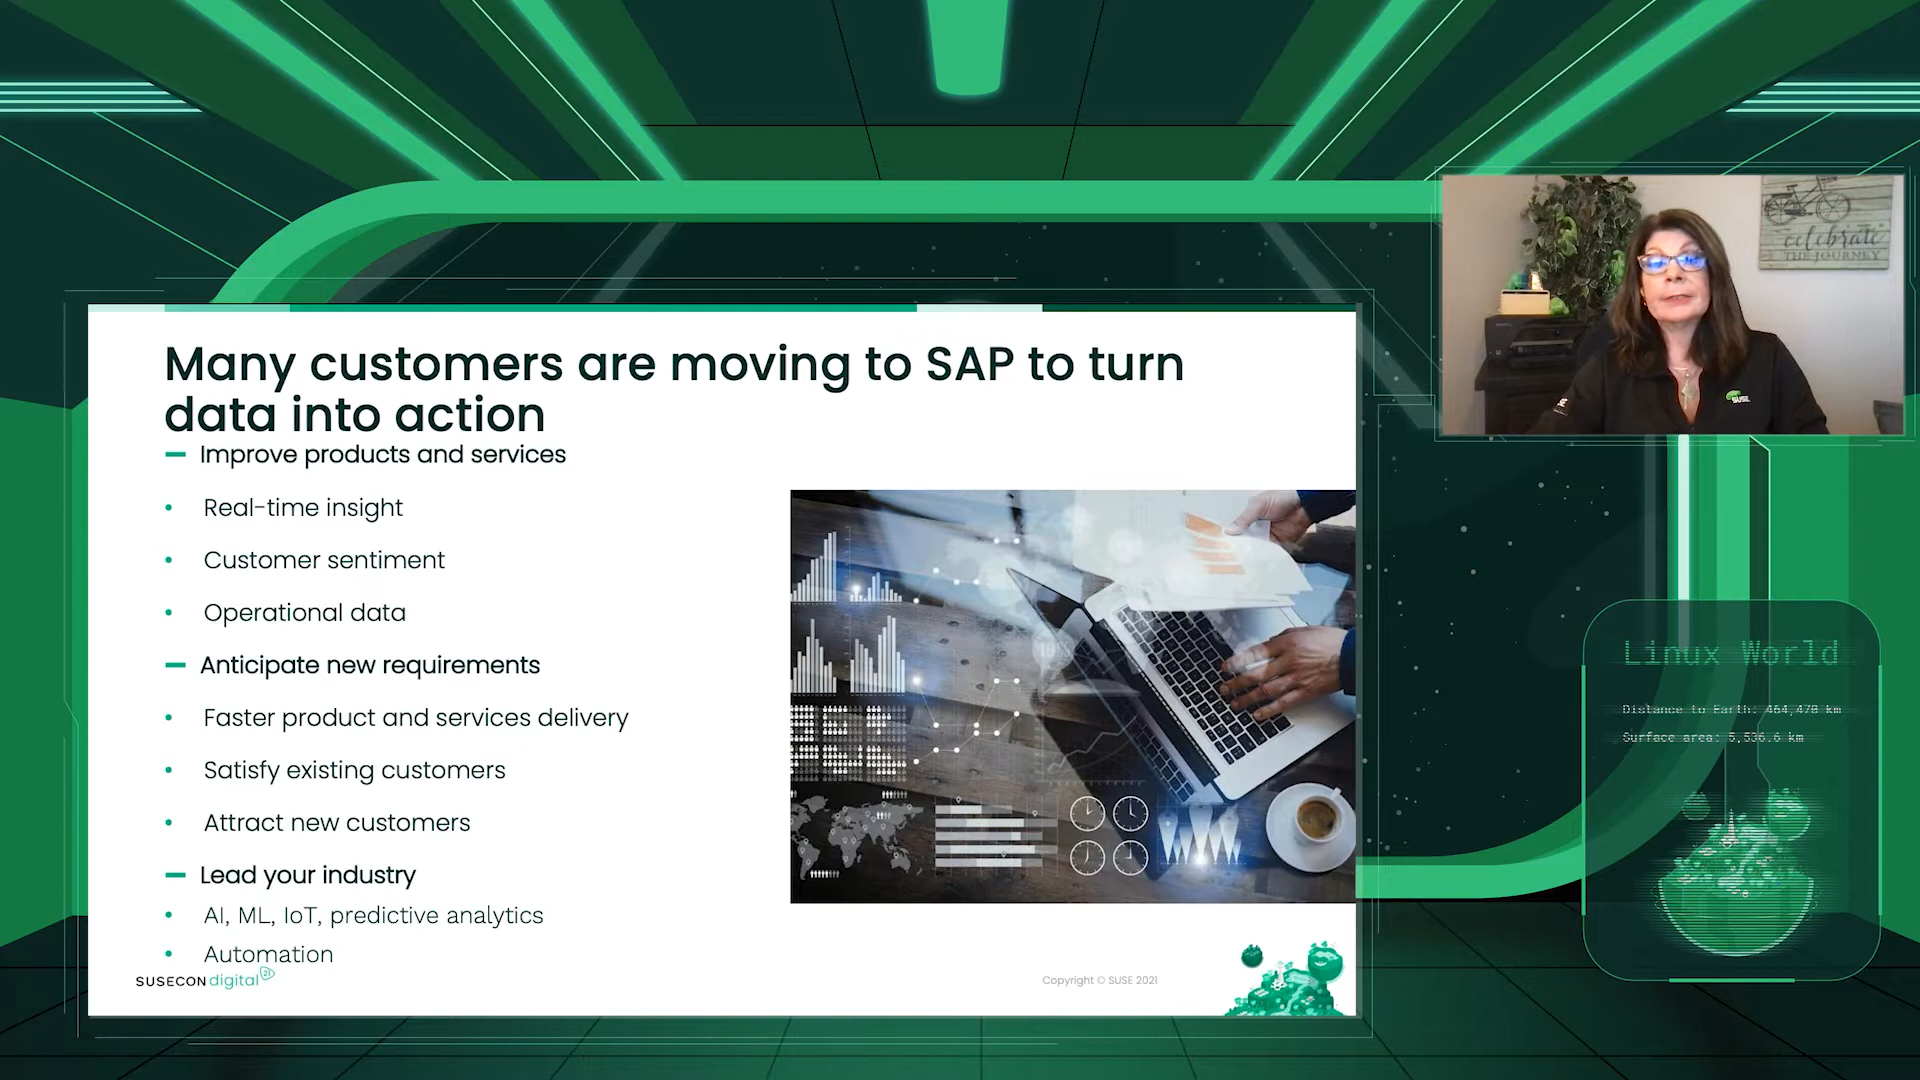 Many customers are moving to SAP to turn
data into action
Improve products and services
Real-time insight
Customer sentiment
Operational data
Anticipate new requirements
Faster product and services delivery
Satisfy existing customers
Attract new customers
Lead your industry
AI, ML, IoT, predictive analytics
Automation
SUSECON digital 21
Copyright © SUSE 2021
celebrate
THE JOURNEY
SUSE
Linux World
Distance to Earth: 464,470 km
Surface area: 5,536.6 km